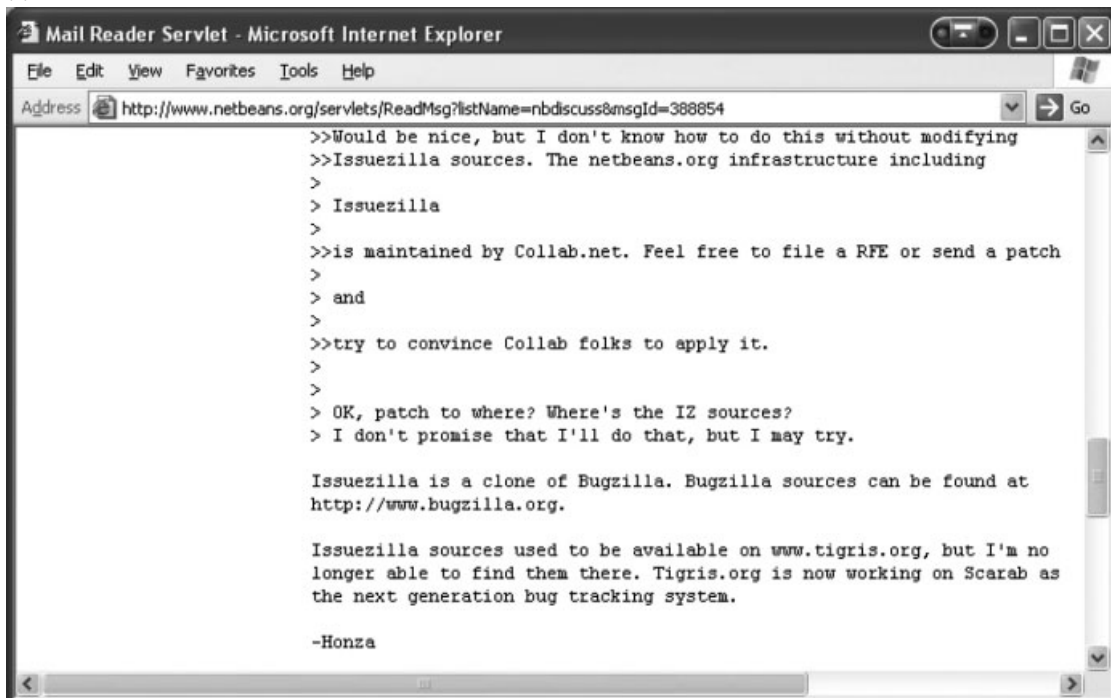 Mail Reader Servlet - Microsoft Internet Explorer
File Edit View Favorites Tools Help
Address http://www.netbeans.org/servlets/ReadMsg?listName=nbdiscuss&msgId=388854 Go
>>Would be nice, but I don't know how to do this without modifying
>>Issuezilla sources. The netbeans.org infrastructure including
>
> Issuezilla
>
>>is maintained by Collab.net. Feel free to file a RFE or send a patch
>
> and
>
>>try to convince Collab folks to apply it.
>
>
> OK, patch to where? Where's the IZ sources?
> I don't promise that I'll do that, but I may try.
Issuezilla is a clone of Bugzilla. Bugzilla sources can be found at
http://www.bugzilla.org.
Issuezilla sources used to be available on www.tigris.org, but I'm no
longer able to find them there. Tigris.org is now working on Scarab as
the next generation bug tracking system.
-Honza